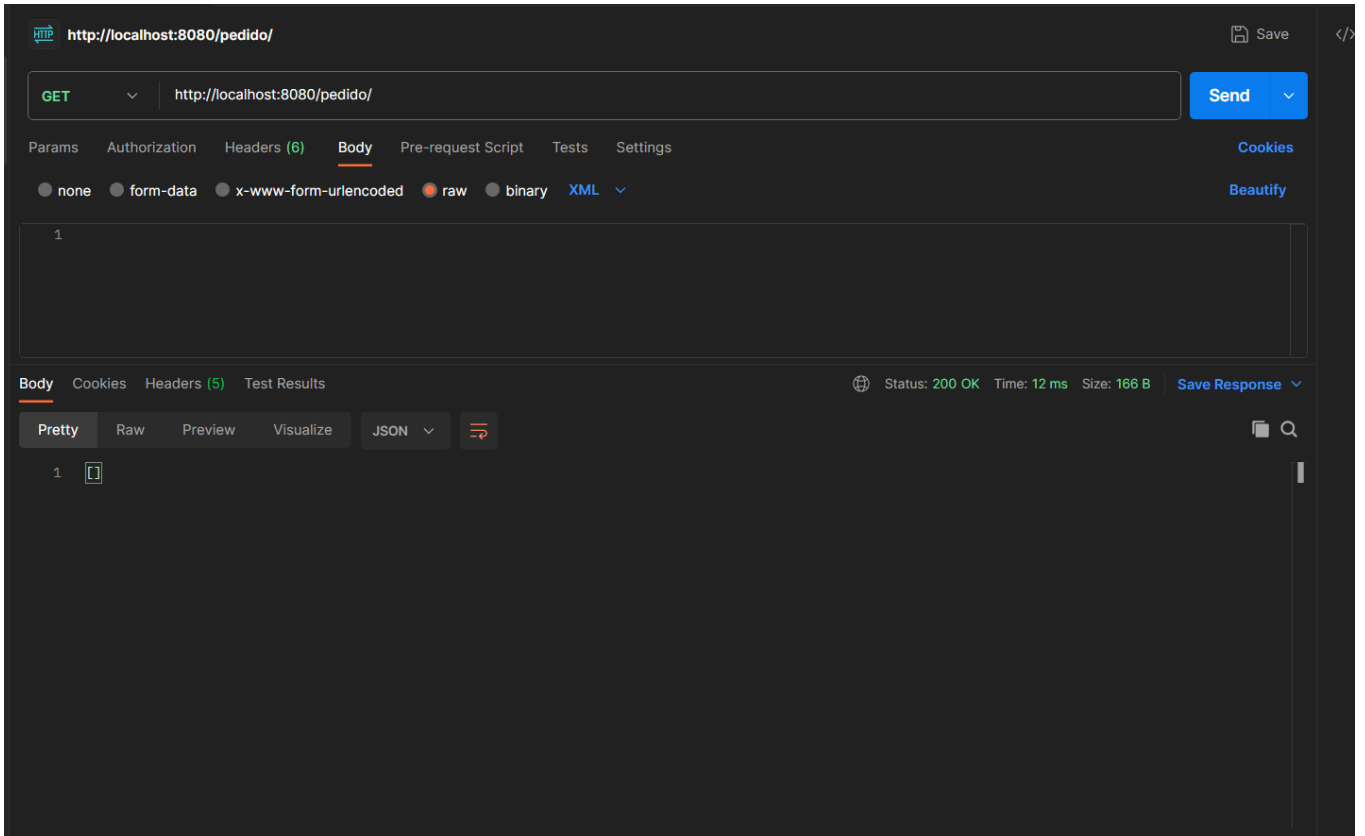 HTTP http://localhost:8080/pedido/ Save </>
GET http://localhost:8080/pedido/ Send
Params Authorization Headers (6) Body Pre-request Script Tests Settings Cookies
none form-data x-www-form-urlencoded raw binary XML Beautify
1
Body Cookies Headers (5) Test Results Status: 200 OK Time: 12 ms Size: 166 B Save Response
Pretty Raw Preview Visualize JSON
1 []